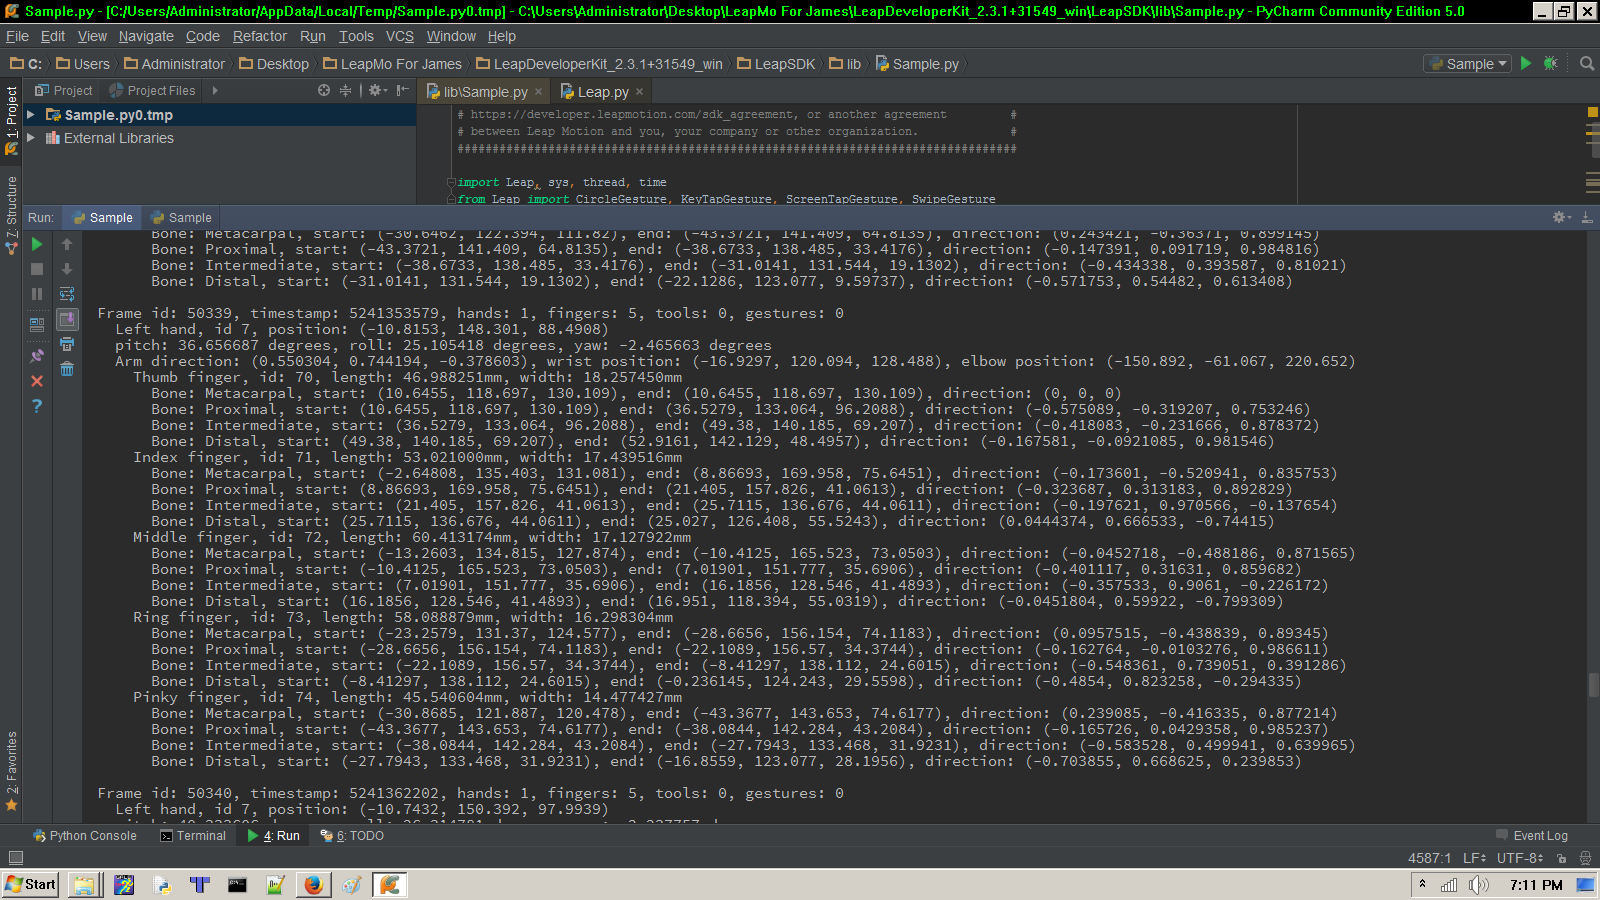 Sample.py - [C:/Users/Administrator/AppData/Local/Temp/Sample.py0.tmp] - C:\Users\Administrator\Desktop\LeapMo For James\LeapDeveloperKit_2.3.1+31549_win\LeapSDK\lib\Sample.py - PyCharm Community Edition 5.0
File Edit View Navigate Code Refactor Run Tools VCS Window Help
C: Users Administrator Desktop LeapMo For James LeapDeveloperKit_2.3.1+31549_win LeapSDK lib Sample.py Sample
1: Project
Z: Structure
2: Favorites
Project Project Files lib\Sample.py Leap.py
Sample.py0.tmp
External Libraries
# https://developer.leapmotion.com/sdk_agreement, or another agreement #
# between Leap Motion and you, your company or other organization. #
################################################################################
import Leap, sys, thread, time
from Leap import CircleGesture, KeyTapGesture, ScreenTapGesture, SwipeGesture
Run: Sample Sample
Bone: Metacarpal, start: (-30.6462, 122.394, 111.82), end: (-43.3721, 141.409, 64.8135), direction: (0.243421, -0.36371, 0.899145)
Bone: Proximal, start: (-43.3721, 141.409, 64.8135), end: (-38.6733, 138.485, 33.4176), direction: (-0.147391, 0.091719, 0.984816)
Bone: Intermediate, start: (-38.6733, 138.485, 33.4176), end: (-31.0141, 131.544, 19.1302), direction: (-0.434338, 0.393587, 0.81021)
Bone: Distal, start: (-31.0141, 131.544, 19.1302), end: (-22.1286, 123.077, 9.59737), direction: (-0.571753, 0.54482, 0.613408)
Frame id: 50339, timestamp: 5241353579, hands: 1, fingers: 5, tools: 0, gestures: 0
Left hand, id 7, position: (-10.8153, 148.301, 88.4908)
pitch: 36.656687 degrees, roll: 25.105418 degrees, yaw: -2.465663 degrees
Arm direction: (0.550304, 0.744194, -0.378603), wrist position: (-16.9297, 120.094, 128.488), elbow position: (-150.892, -61.067, 220.652)
Thumb finger, id: 70, length: 46.988251mm, width: 18.257450mm
Bone: Metacarpal, start: (10.6455, 118.697, 130.109), end: (10.6455, 118.697, 130.109), direction: (0, 0, 0)
Bone: Proximal, start: (10.6455, 118.697, 130.109), end: (36.5279, 133.064, 96.2088), direction: (-0.575089, -0.319207, 0.753246)
Bone: Intermediate, start: (36.5279, 133.064, 96.2088), end: (49.38, 140.185, 69.207), direction: (-0.418083, -0.231666, 0.878372)
Bone: Distal, start: (49.38, 140.185, 69.207), end: (52.9161, 142.129, 48.4957), direction: (-0.167581, -0.0921085, 0.981546)
Index finger, id: 71, length: 53.021000mm, width: 17.439516mm
Bone: Metacarpal, start: (-2.64808, 135.403, 131.081), end: (8.86693, 169.958, 75.6451), direction: (-0.173601, -0.520941, 0.835753)
Bone: Proximal, start: (8.86693, 169.958, 75.6451), end: (21.405, 157.826, 41.0613), direction: (-0.323687, 0.313183, 0.892829)
Bone: Intermediate, start: (21.405, 157.826, 41.0613), end: (25.7115, 136.676, 44.0611), direction: (-0.197621, 0.970566, -0.137654)
Bone: Distal, start: (25.7115, 136.676, 44.0611), end: (25.027, 126.408, 55.5243), direction: (0.0444374, 0.666533, -0.74415)
Middle finger, id: 72, length: 60.413174mm, width: 17.127922mm
Bone: Metacarpal, start: (-13.2603, 134.815, 127.874), end: (-10.4125, 165.523, 73.0503), direction: (-0.0452718, -0.488186, 0.871565)
Bone: Proximal, start: (-10.4125, 165.523, 73.0503), end: (7.01901, 151.777, 35.6906), direction: (-0.401117, 0.31631, 0.859682)
Bone: Intermediate, start: (7.01901, 151.777, 35.6906), end: (16.1856, 128.546, 41.4893), direction: (-0.357533, 0.9061, -0.226172)
Bone: Distal, start: (16.1856, 128.546, 41.4893), end: (16.951, 118.394, 55.0319), direction: (-0.0451804, 0.59922, -0.799309)
Ring finger, id: 73, length: 58.088879mm, width: 16.298304mm
Bone: Metacarpal, start: (-23.2579, 131.37, 124.577), end: (-28.6656, 156.154, 74.1183), direction: (0.0957515, -0.438839, 0.89345)
Bone: Proximal, start: (-28.6656, 156.154, 74.1183), end: (-22.1089, 156.57, 34.3744), direction: (-0.162764, -0.0103276, 0.986611)
Bone: Intermediate, start: (-22.1089, 156.57, 34.3744), end: (-8.41297, 138.112, 24.6015), direction: (-0.548361, 0.739051, 0.391286)
Bone: Distal, start: (-8.41297, 138.112, 24.6015), end: (-0.236145, 124.243, 29.5598), direction: (-0.4854, 0.823258, -0.294335)
Pinky finger, id: 74, length: 45.540604mm, width: 14.477427mm
Bone: Metacarpal, start: (-30.8685, 121.887, 120.478), end: (-43.3677, 143.653, 74.6177), direction: (0.239085, -0.416335, 0.877214)
Bone: Proximal, start: (-43.3677, 143.653, 74.6177), end: (-38.0844, 142.284, 43.2084), direction: (-0.165726, 0.0429358, 0.985237)
Bone: Intermediate, start: (-38.0844, 142.284, 43.2084), end: (-27.7943, 133.468, 31.9231), direction: (-0.583528, 0.499941, 0.639965)
Bone: Distal, start: (-27.7943, 133.468, 31.9231), end: (-16.8559, 123.077, 28.1956), direction: (-0.703855, 0.668625, 0.239853)
Frame id: 50340, timestamp: 5241362202, hands: 1, fingers: 5, tools: 0, gestures: 0
Left hand, id 7, position: (-10.7432, 150.392, 97.9939)
Python Console Terminal 4: Run 6: TODO Event Log
4587:1 LF UTF-8
Start 7:11 PM